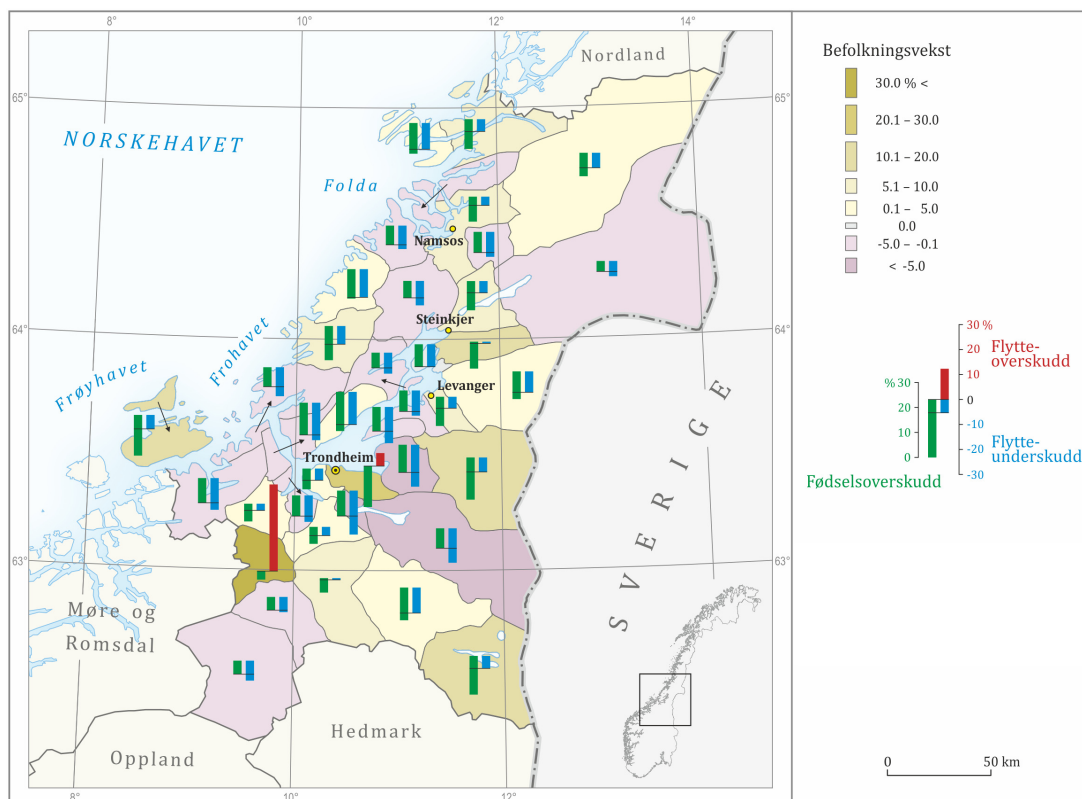 8°
10°
12°
14°
Nordland
65°
65°
NORSKEHAVET
Folda
Namsos
64°
64°
Steinkjer
Frohavet
Frøyhavet
Levanger
Trondheim
63°
63°
SVERIGE
Møre og
Romsdal
Hedmark
Oppland
8°
10°
12°
Befolkningsvekst
30.0 % <
20.1 – 30.0
10.1 – 20.0
5.1 – 10.0
0.1 – 5.0
0.0
-5.0 – -0.1
< -5.0
30 %
20
10
0
-10
-20
-30
Flytte-
overskudd
Flytte-
underskudd
% 30
20
10
0
Fødselsoverskudd
0 50 km